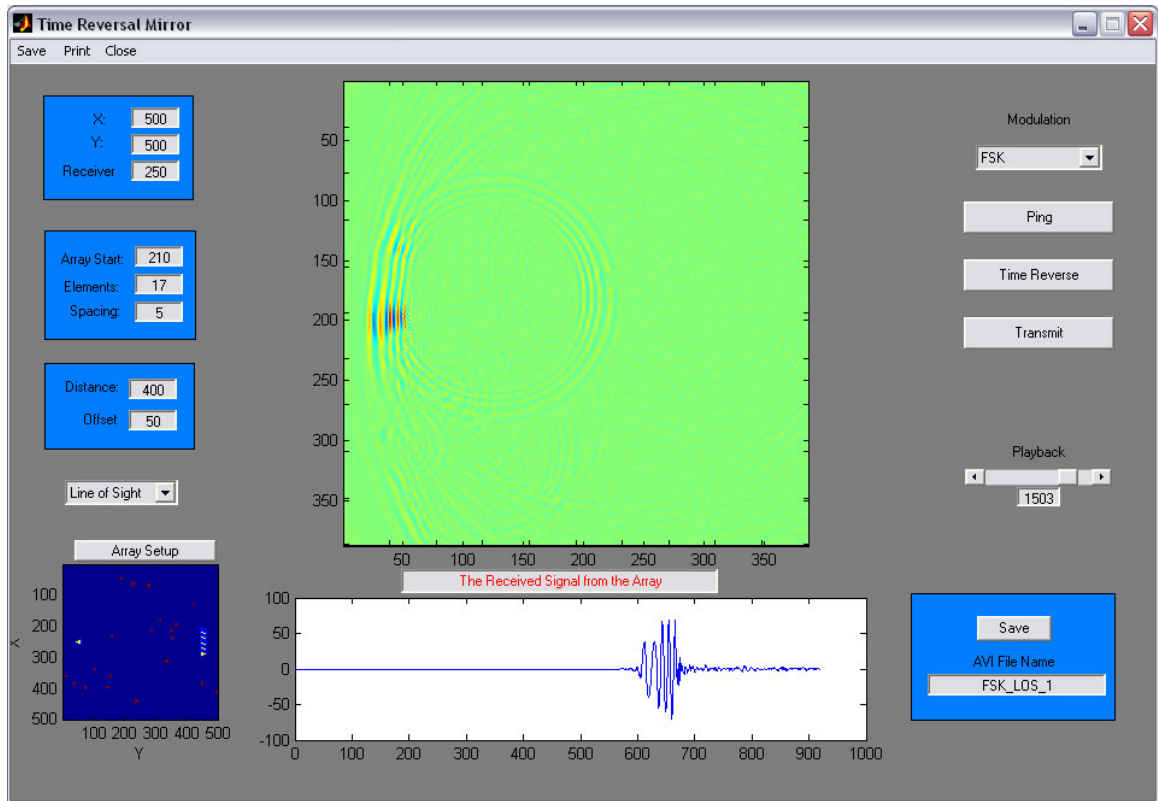 Time Reversal Mirror
Save Print Close
X: 500
Y: 500
Receiver 250
Array Start: 210
Elements: 17
Spacing: 5
Distance: 400
Offset 50
Line of Sight
Array Setup
100
200
300
400
500
X
100 200 300 400 500
Y
50
100
150
200
250
300
350
50 100 150 200 250 300 350
The Received Signal from the Array
100
50
0
-50
-100
0 100 200 300 400 500 600 700 800 900 1000
Modulation
FSK
Ping
Time Reverse
Transmit
Playback
1503
Save
AVI File Name
FSK_LOS_1